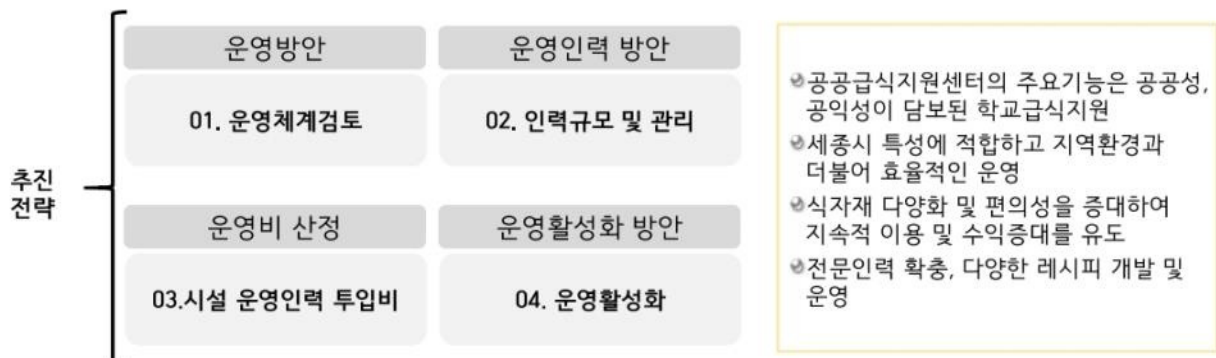 추진
전략
운영방안
01. 운영체계검토
운영인력 방안
02. 인력규모 및 관리
운영비 산정
03.시설 운영인력 투입비
운영활성화 방안
04. 운영활성화
공공급식지원센터의 주요기능은 공공성,
공익성이 담보된 학교급식지원
세종시 특성에 적합하고 지역환경과
더불어 효율적인 운영
식자재 다양화 및 편의성을 증대하여
지속적 이용 및 수익증대를 유도
전문인력 확충, 다양한 레시피 개발 및
운영